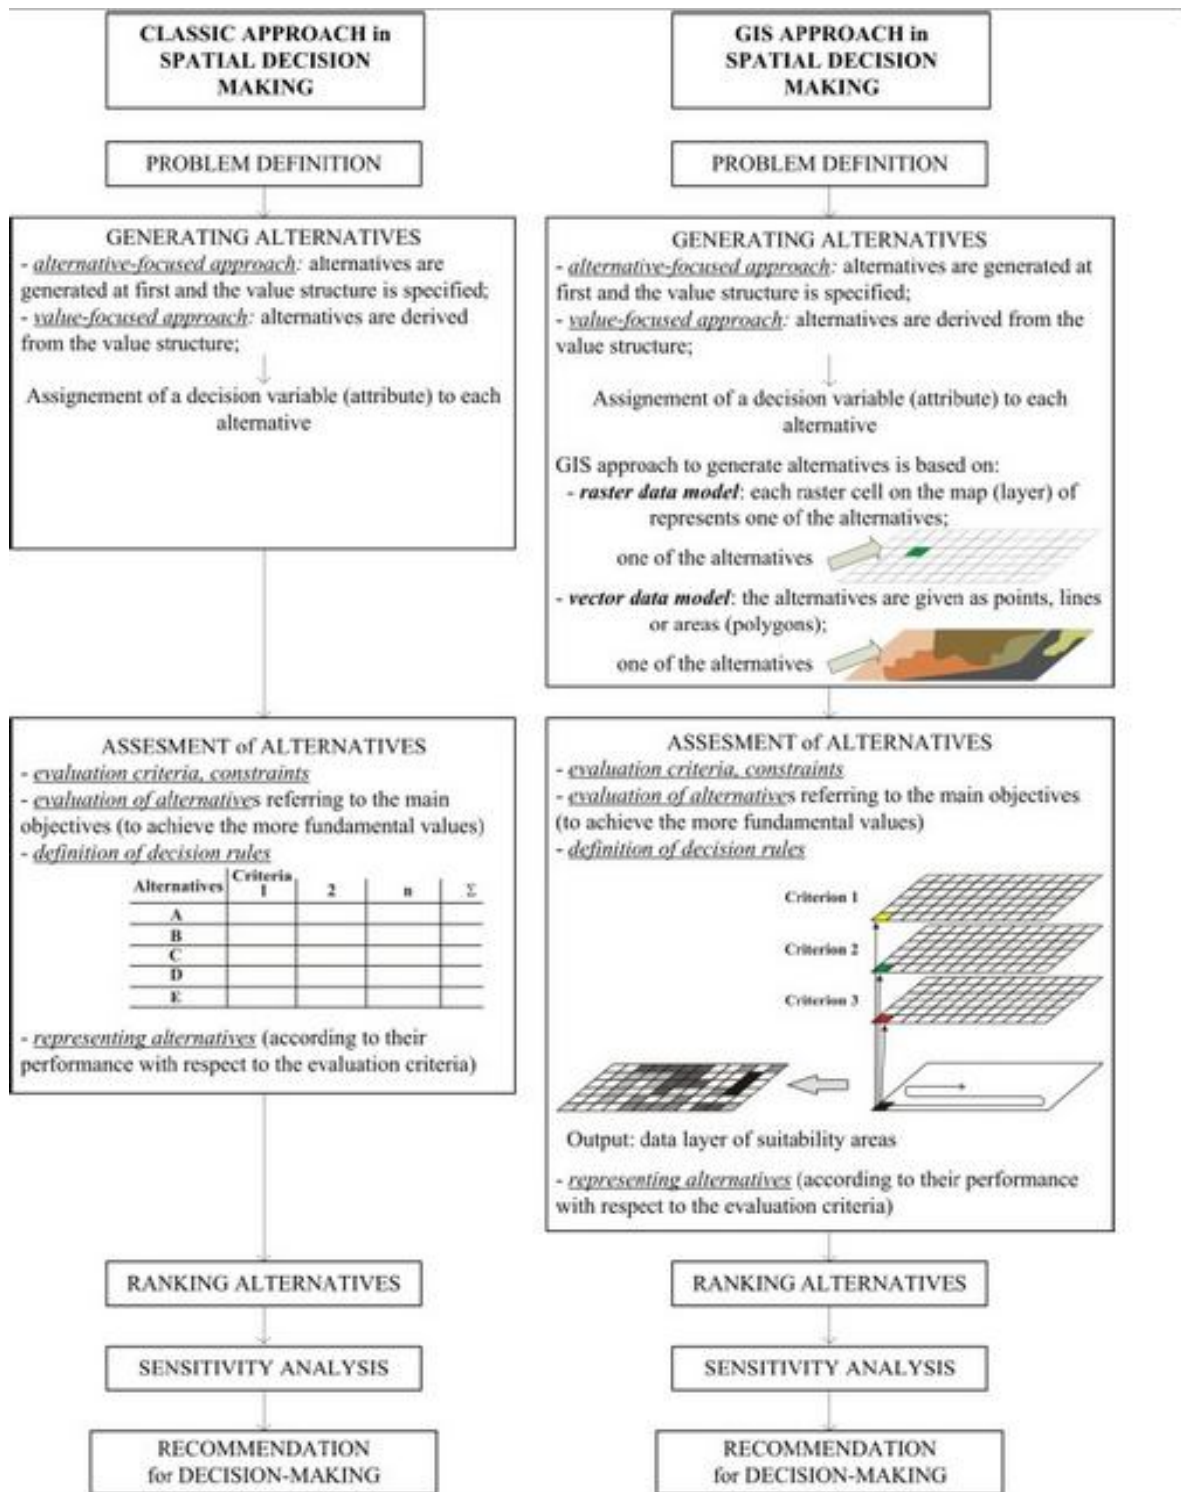 CLASSIC APPROACH in
SPATIAL DECISION
MAKING
PROBLEM DEFINITION
GENERATING ALTERNATIVES
- alternative-focused approach: alternatives are
generated at first and the value structure is specified;
- value-focused approach: alternatives are derived
from the value structure;
Assignement of a decision variable (attribute) to each
alternative
ASSESMENT of ALTERNATIVES
- evaluation criteria, constraints
- evaluation of alternatives referring to the main
objectives (to achieve the more fundamental values)
- definition of decision rules
Criteria
Alternatives 1 2 n Σ
A
B
C
D
E
- representing alternatives (according to their
performance with respect to the evaluation criteria)
RANKING ALTERNATIVES
SENSITIVITY ANALYSIS
RECOMMENDATION
for DECISION-MAKING
GIS APPROACH in
SPATIAL DECISION
MAKING
PROBLEM DEFINITION
GENERATING ALTERNATIVES
- alternative-focused approach: alternatives are generated at
first and the value structure is specified;
- value-focused approach: alternatives are derived from the
value structure;
Assignement of a decision variable (attribute) to each
alternative
GIS approach to generate alternatives is based on:
- raster data model: each raster cell on the map (layer) of
represents one of the alternatives;
one of the alternatives
- vector data model: the alternatives are given as points, lines
or areas (polygons);
one of the alternatives
ASSESMENT of ALTERNATIVES
- evaluation criteria, constraints
- evaluation of alternatives referring to the main objectives
(to achieve the more fundamental values)
- definition of decision rules
Criterion 1
Criterion 2
Criterion 3
Output: data layer of suitability areas
- representing alternatives (according to their performance
with respect to the evaluation criteria)
RANKING ALTERNATIVES
SENSITIVITY ANALYSIS
RECOMMENDATION
for DECISION-MAKING